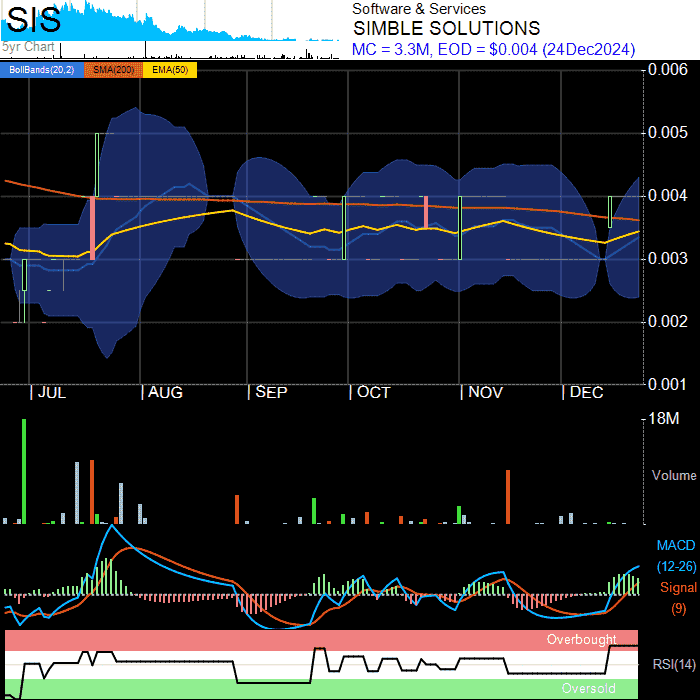 SIS
5yr Chart
Software & Services
SIMBLE SOLUTIONS
MC = 3.3M, EOD = $0.004 (24Dec2024)
BollBands(20,2) SMA(200) EMA(50)
0.006
0.005
0.004
0.003
0.002
0.001
JUL AUG SEP OCT NOV DEC
18M
Volume
MACD
(12-26)
Signal
(9)
Overbought
RSI(14)
Oversold